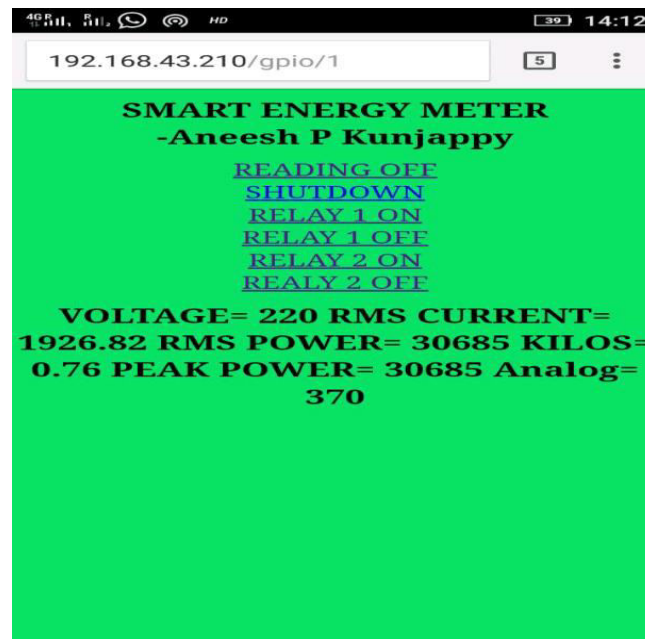 4G R R HD 39 14:12
192.168.43.210/gpio/1 5
SMART ENERGY METER
-Aneesh P Kunjappy
READING OFF
SHUTDOWN
RELAY 1 ON
RELAY 1 OFF
RELAY 2 ON
REALY 2 OFF
VOLTAGE= 220 RMS CURRENT=
1926.82 RMS POWER= 30685 KILOS=
0.76 PEAK POWER= 30685 Analog=
370